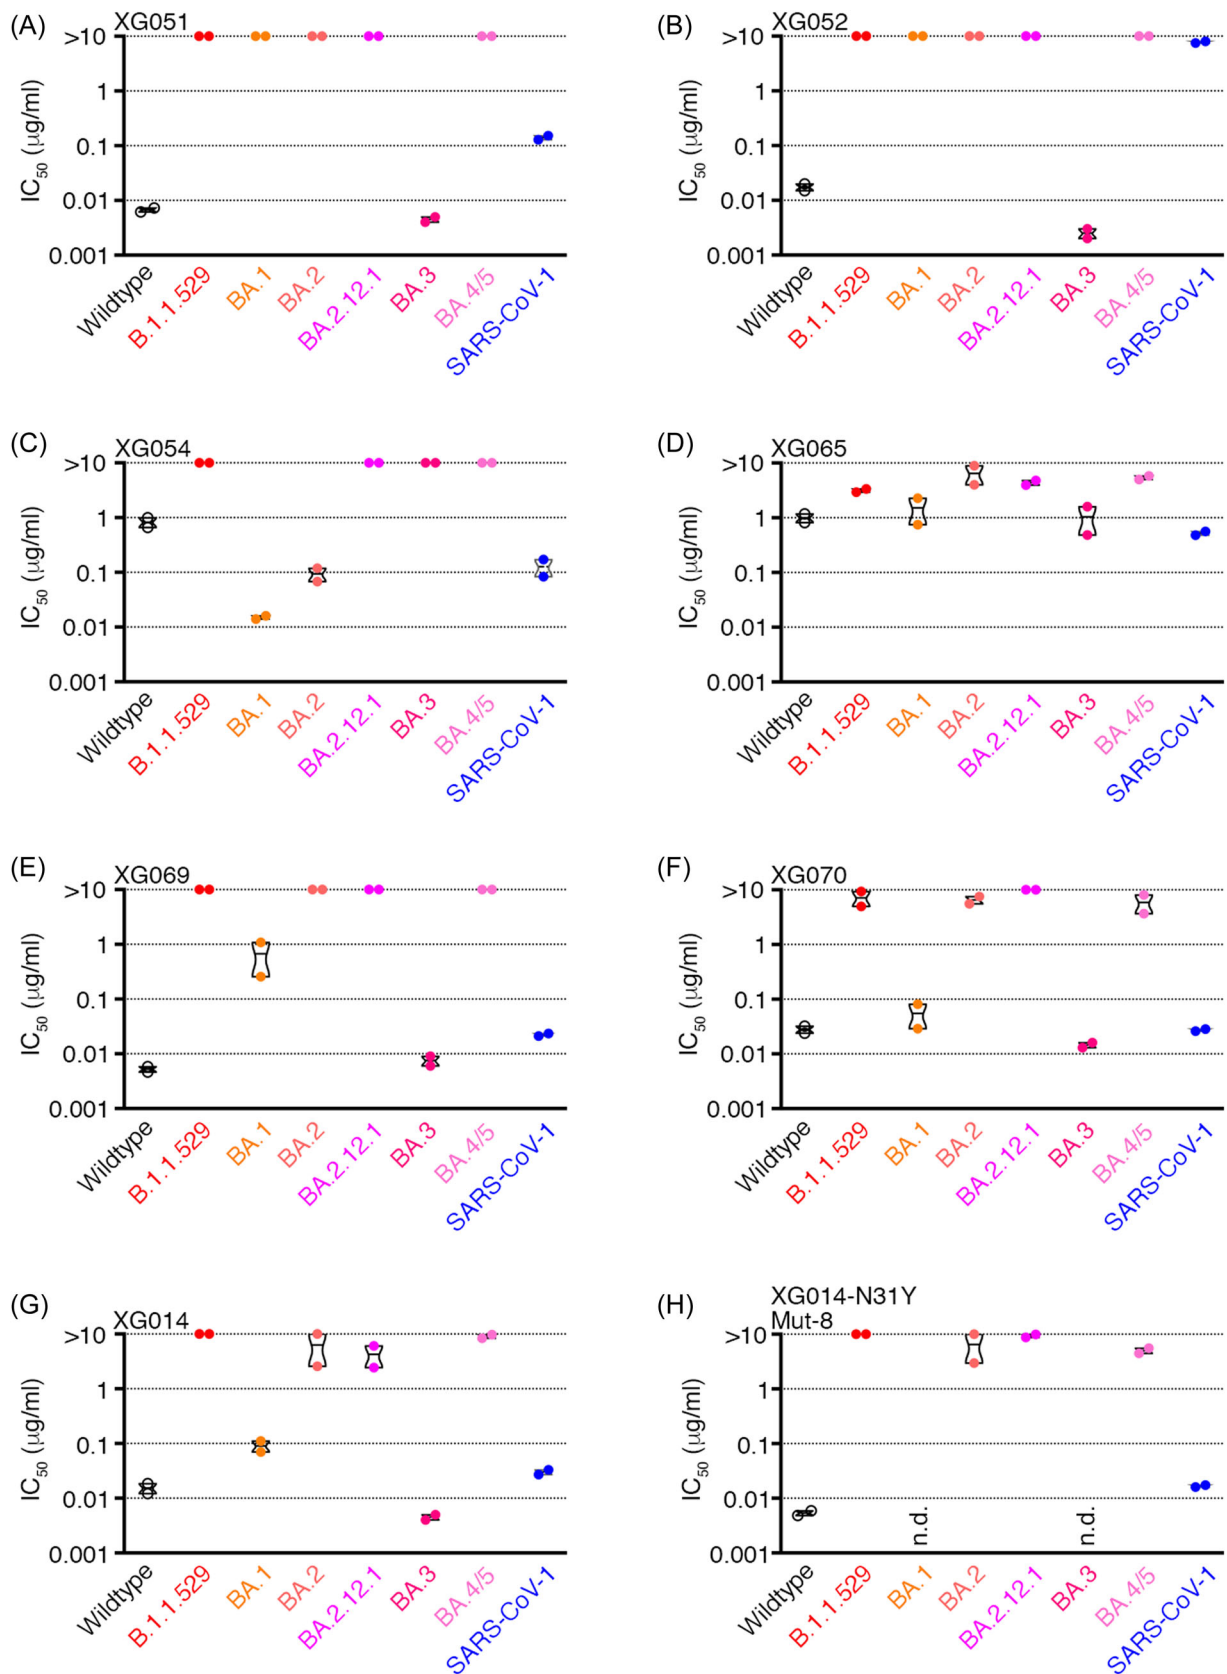 (A) XG051
>10
1
0.1
0.01
0.001
IC50 (μg/ml)
Wildtype
B.1.1.529
BA.1
BA.2
BA.2.12.1
BA.3
BA.4/5
SARS-CoV-1
(B) XG052
>10
1
0.1
0.01
0.001
IC50 (μg/ml)
Wildtype
B.1.1.529
BA.1
BA.2
BA.2.12.1
BA.3
BA.4/5
SARS-CoV-1
(C) XG054
>10
1
0.1
0.01
0.001
IC50 (μg/ml)
Wildtype
B.1.1.529
BA.1
BA.2
BA.2.12.1
BA.3
BA.4/5
SARS-CoV-1
(D) XG065
>10
1
0.1
0.01
0.001
IC50 (μg/ml)
Wildtype
B.1.1.529
BA.1
BA.2
BA.2.12.1
BA.3
BA.4/5
SARS-CoV-1
(E) XG069
>10
1
0.1
0.01
0.001
IC50 (μg/ml)
Wildtype
B.1.1.529
BA.1
BA.2
BA.2.12.1
BA.3
BA.4/5
SARS-CoV-1
(F) XG070
>10
1
0.1
0.01
0.001
IC50 (μg/ml)
Wildtype
B.1.1.529
BA.1
BA.2
BA.2.12.1
BA.3
BA.4/5
SARS-CoV-1
(G) XG014
>10
1
0.1
0.01
0.001
IC50 (μg/ml)
Wildtype
B.1.1.529
BA.1
BA.2
BA.2.12.1
BA.3
BA.4/5
SARS-CoV-1
(H) XG014-N31Y
Mut-8
>10
1
0.1
0.01
0.001
IC50 (μg/ml)
n.d.
n.d.
Wildtype
B.1.1.529
BA.1
BA.2
BA.2.12.1
BA.3
BA.4/5
SARS-CoV-1